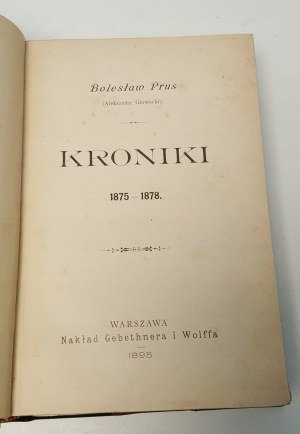 Bolesław Prus
(Aleksander Głowacki).
KRONIKI
1875—1878.
WARSZAWA
Nakład Gebethnera i Wolffa
1895